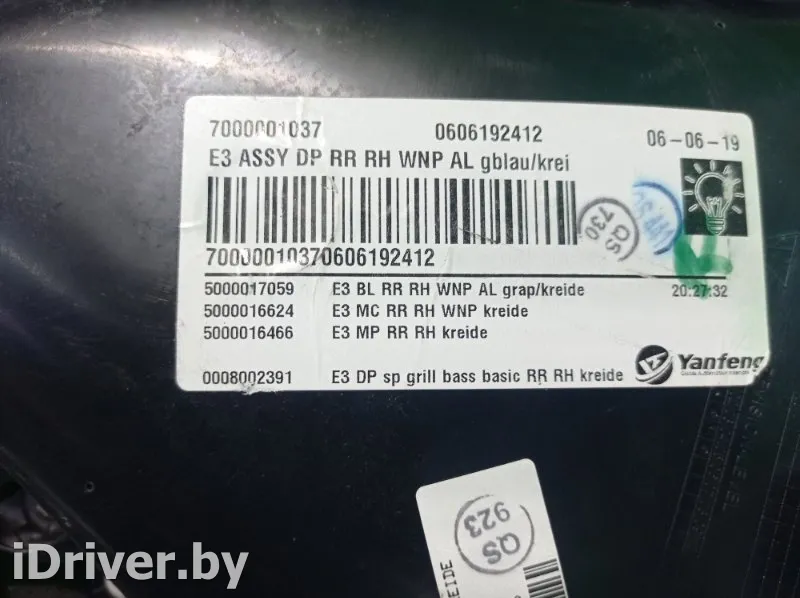 7000001037 0606192412 06-06-19
E3 ASSY DP RR RH WNP AL gblau/krei
QS 730
70000010370606192412
5000017059 E3 BL RR RH WNP AL grap/kreide 20:27:32
5000016624 E3 MC RR RH WNP kreide
5000016466 E3 MP RR RH kreide
Yanfeng
0008002391 E3 DP sp grill bass basic RR RH kreide
QS 923
iDriver.by